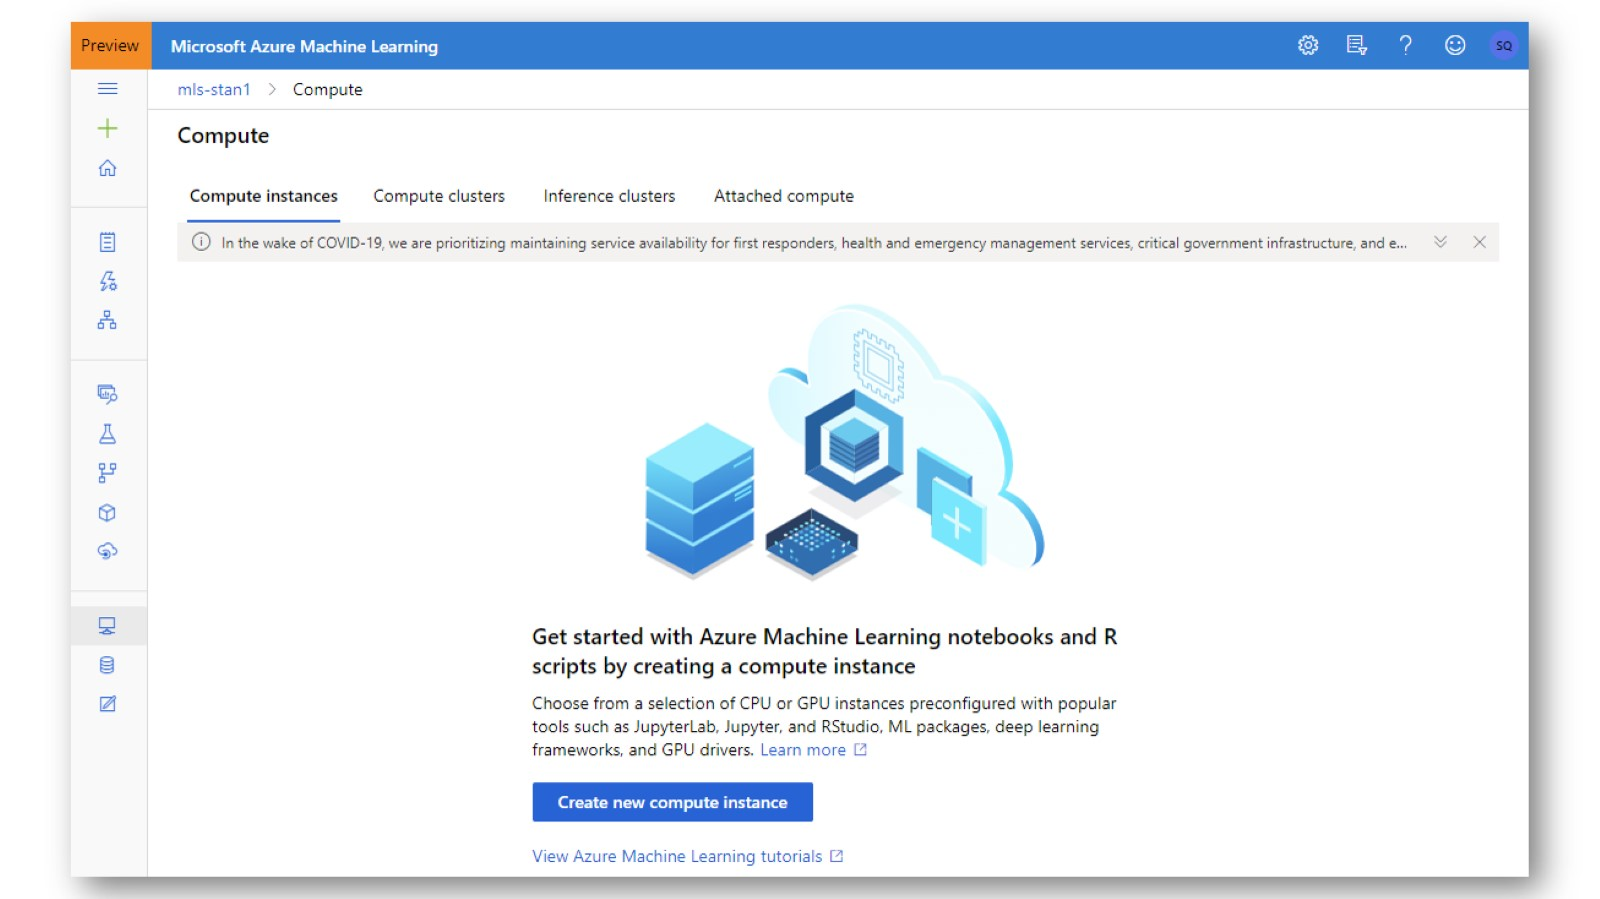 Preview
Microsoft Azure Machine Learning
SQ
mls-stan1 > Compute
Compute
Compute instances
Compute clusters
Inference clusters
Attached compute
In the wake of COVID-19, we are prioritizing maintaining service availability for first responders, health and emergency management services, critical government infrastructure, and e...
Get started with Azure Machine Learning notebooks and R
scripts by creating a compute instance
Choose from a selection of CPU or GPU instances preconfigured with popular
tools such as JupyterLab, Jupyter, and RStudio, ML packages, deep learning
frameworks, and GPU drivers. Learn more
Create new compute instance
View Azure Machine Learning tutorials